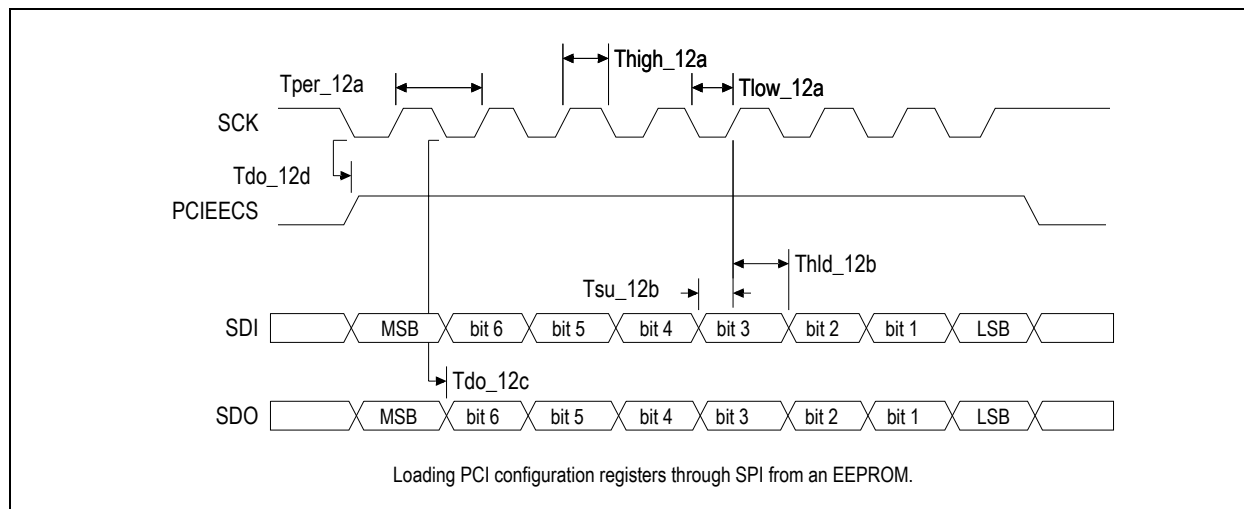 Thigh_12a
Tper_12a
Tlow_12a
SCK
Tdo_12d
PCIEECS
Thld_12b
Tsu_12b
SDI MSB bit 6 bit 5 bit 4 bit 3 bit 2 bit 1 LSB
Tdo_12c
SDO MSB bit 6 bit 5 bit 4 bit 3 bit 2 bit 1 LSB
Loading PCI configuration registers through SPI from an EEPROM.